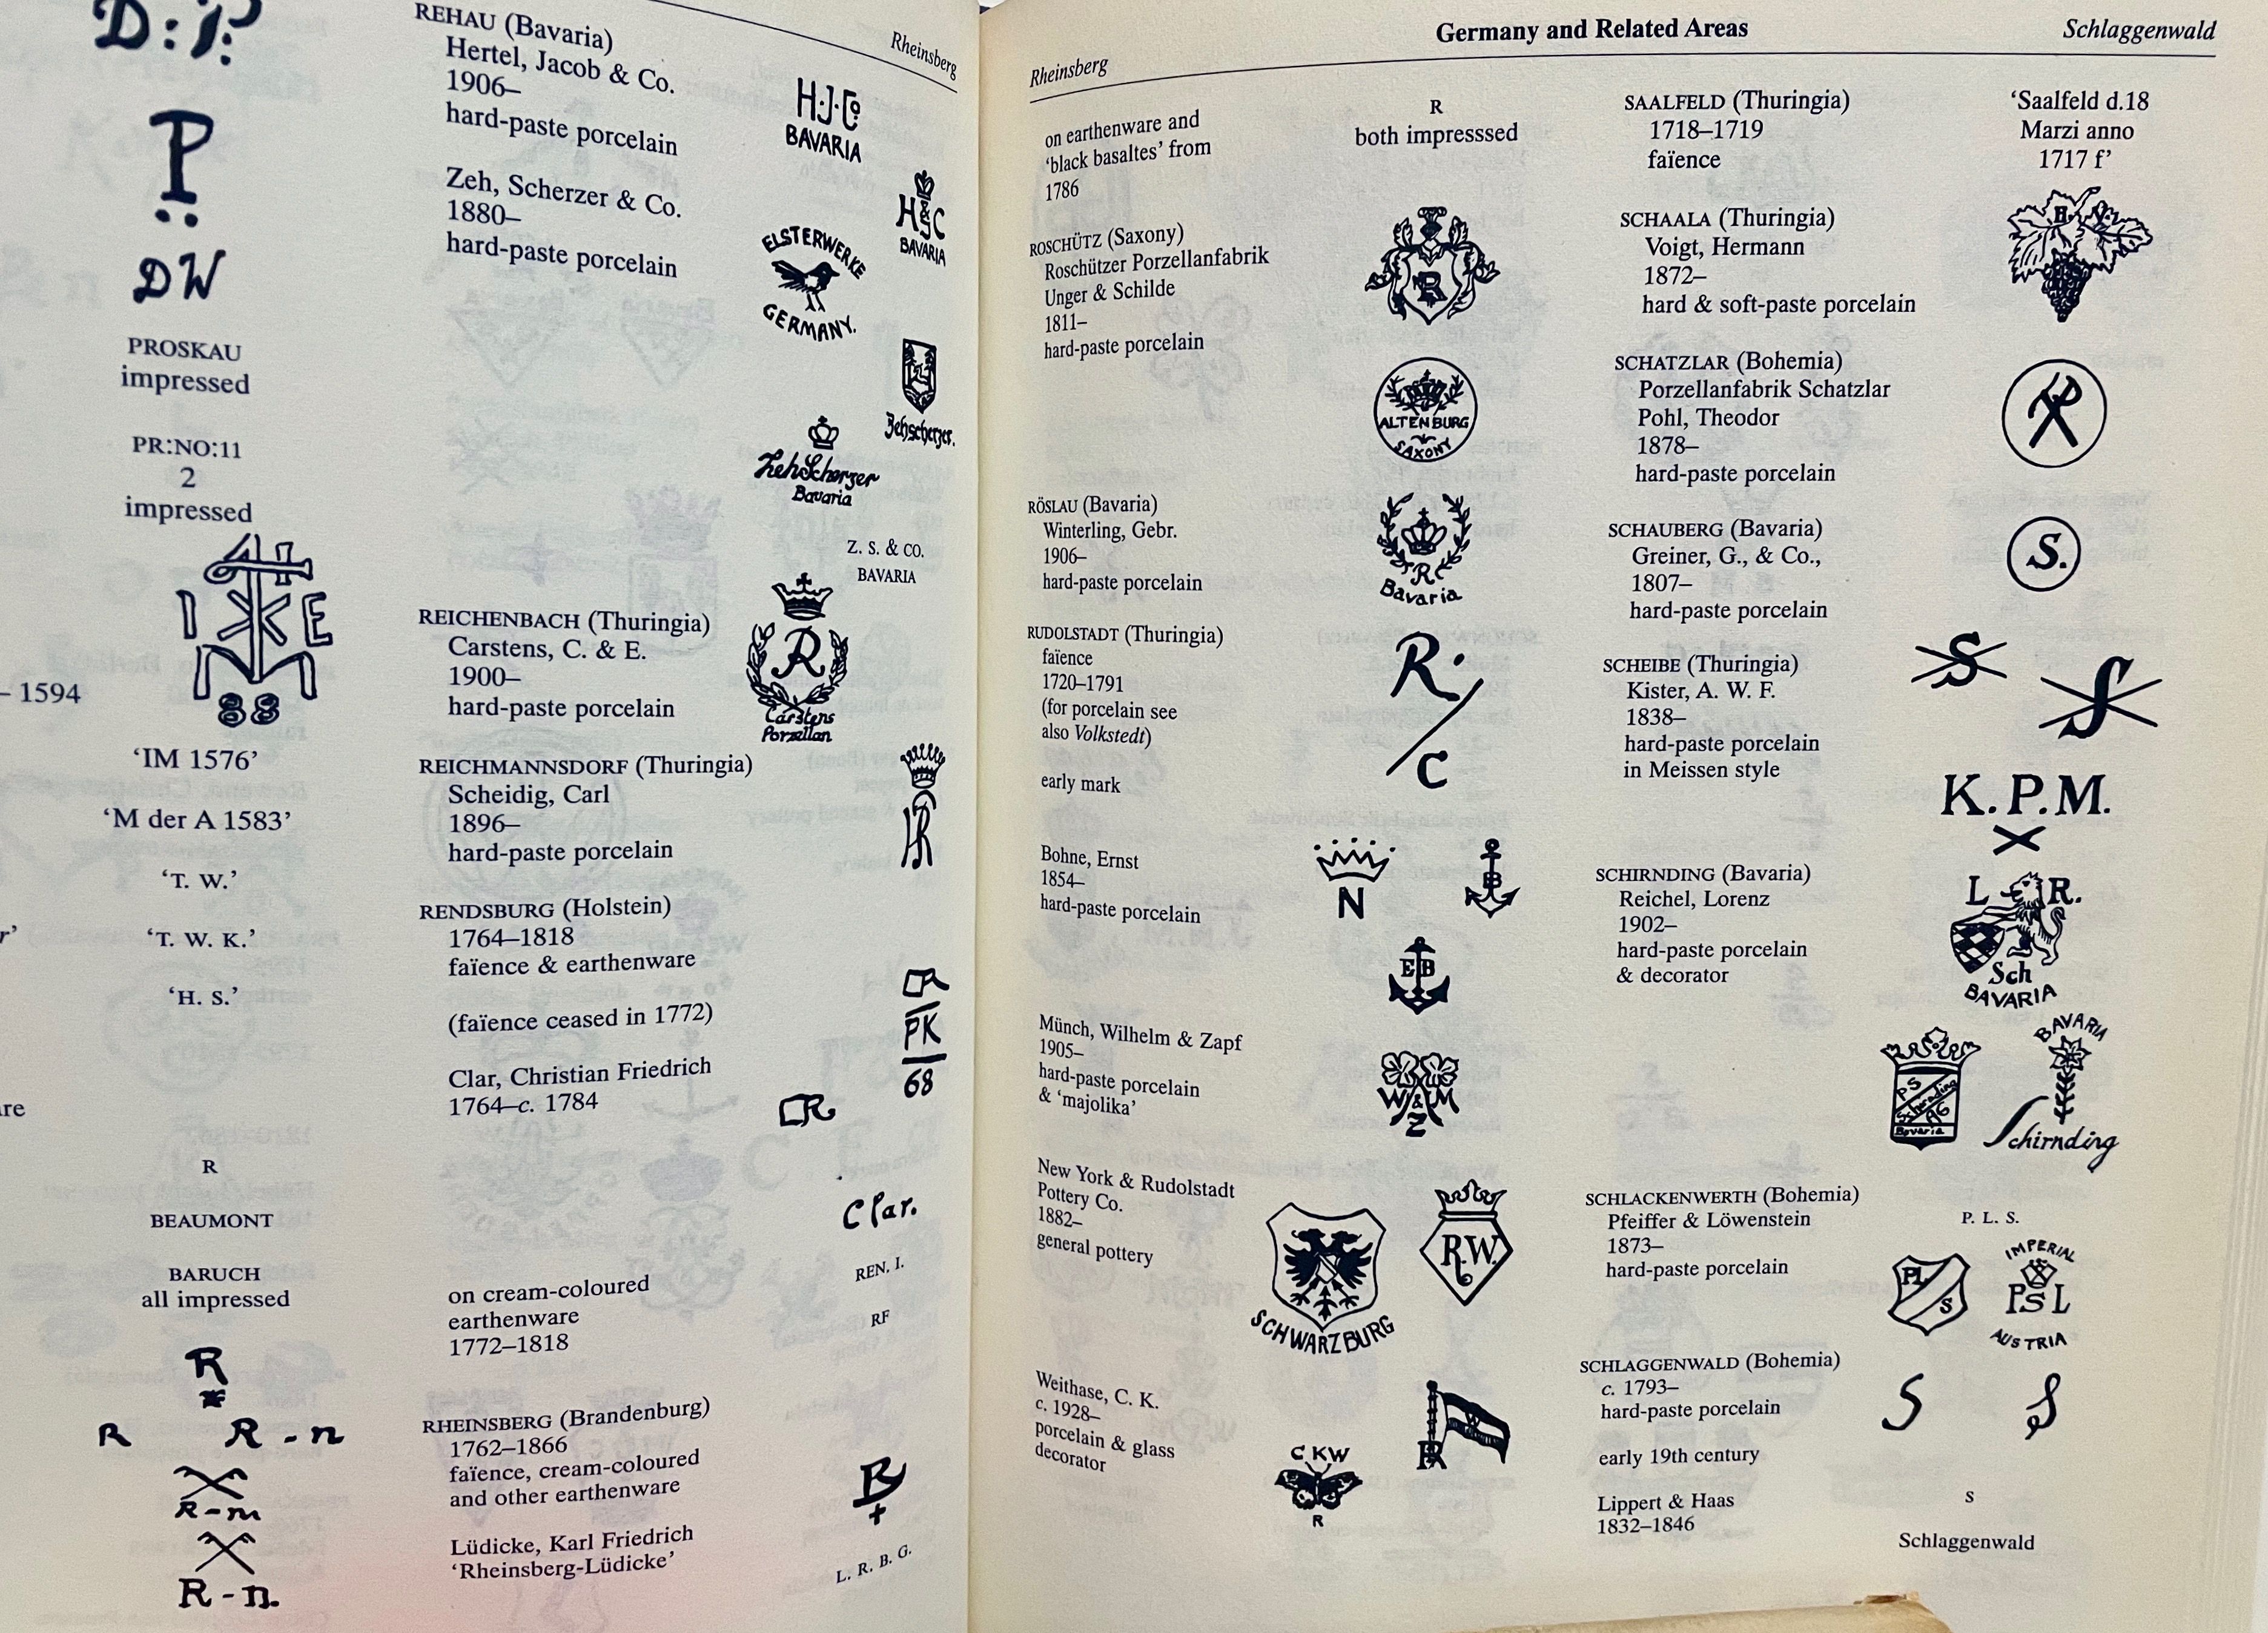 D:P:
P
DW
PROSKAU
impressed
PR:NO:11
2
impressed
I E
M
88
– 1594
‘IM 1576’
‘M der A 1583’
‘T. W.’
r’
‘T. W. K.’
‘H. S.’
are
R
BEAUMONT
BARUCH
all impressed
R
R R-n
R-m
R-n.
REHAU (Bavaria)
Hertel, Jacob & Co.
1906–
hard-paste porcelain
Zeh, Scherzer & Co.
1880–
hard-paste porcelain
REICHENBACH (Thuringia)
Carstens, C. & E.
1900–
hard-paste porcelain
REICHMANNSDORF (Thuringia)
Scheidig, Carl
1896–
hard-paste porcelain
RENDSBURG (Holstein)
1764–1818
faïence & earthenware
(faïence ceased in 1772)
Clar, Christian Friedrich
1764–c. 1784
on cream-coloured
earthenware
1772–1818
RHEINSBERG (Brandenburg)
1762–1866
faïence, cream-coloured
and other earthenware
Lüdicke, Karl Friedrich
‘Rheinsberg-Lüdicke’
Rheinsberg
H·J·Co
BAVARIA
H&C
BAVARIA
ELSTERWERKE
GERMANY.
Zehscherzer.
ZehScherzer
Bavaria
Z. S. & CO.
BAVARIA
R
Carstens
Porzellan
CR
PK
68
CR
Clar.
REN. I.
RF
R
L. R. B. G.
Rheinsberg
Germany and Related Areas
Schlaggenwald
on earthenware and
‘black basaltes’ from
1786
ROSCHÜTZ (Saxony)
Roschützer Porzellanfabrik
Unger & Schilde
1811–
hard-paste porcelain
RÖSLAU (Bavaria)
Winterling, Gebr.
1906–
hard-paste porcelain
RUDOLSTADT (Thuringia)
faïence
1720–1791
(for porcelain see
also Volkstedt)
early mark
Bohne, Ernst
1854–
hard-paste porcelain
Münch, Wilhelm & Zapf
1905–
hard-paste porcelain
& ‘majolika’
New York & Rudolstadt
Pottery Co.
1882–
general pottery
Weithase, C. K.
c. 1928–
porcelain & glass
decorator
R
both impresssed
R
ALTENBURG
SAXONY
R
Bavaria
R.
C
N
B
EB
W&M
Z
SCHWARZBURG
R.W.
R
CKW
R
SAALFELD (Thuringia)
1718–1719
faïence
SCHAALA (Thuringia)
Voigt, Hermann
1872–
hard & soft-paste porcelain
SCHATZLAR (Bohemia)
Porzellanfabrik Schatzlar
Pohl, Theodor
1878–
hard-paste porcelain
SCHAUBERG (Bavaria)
Greiner, G., & Co.,
1807–
hard-paste porcelain
SCHEIBE (Thuringia)
Kister, A. W. F.
1838–
hard-paste porcelain
in Meissen style
SCHIRNDING (Bavaria)
Reichel, Lorenz
1902–
hard-paste porcelain
& decorator
SCHLACKENWERTH (Bohemia)
Pfeiffer & Löwenstein
1873–
hard-paste porcelain
SCHLAGGENWALD (Bohemia)
c. 1793–
hard-paste porcelain
early 19th century
Lippert & Haas
1832–1846
‘Saalfeld d.18
Marzi anno
1717 f’
H. V.
S.
S
S
K.P.M.
L R.
Sch
BAVARIA
PS
Schirnding
AG
Bavaria
BAVARIA
Schirnding
P. L. S.
PL
S
IMPERIAL
PSL
AUSTRIA
S
S
S
Schlaggenwald